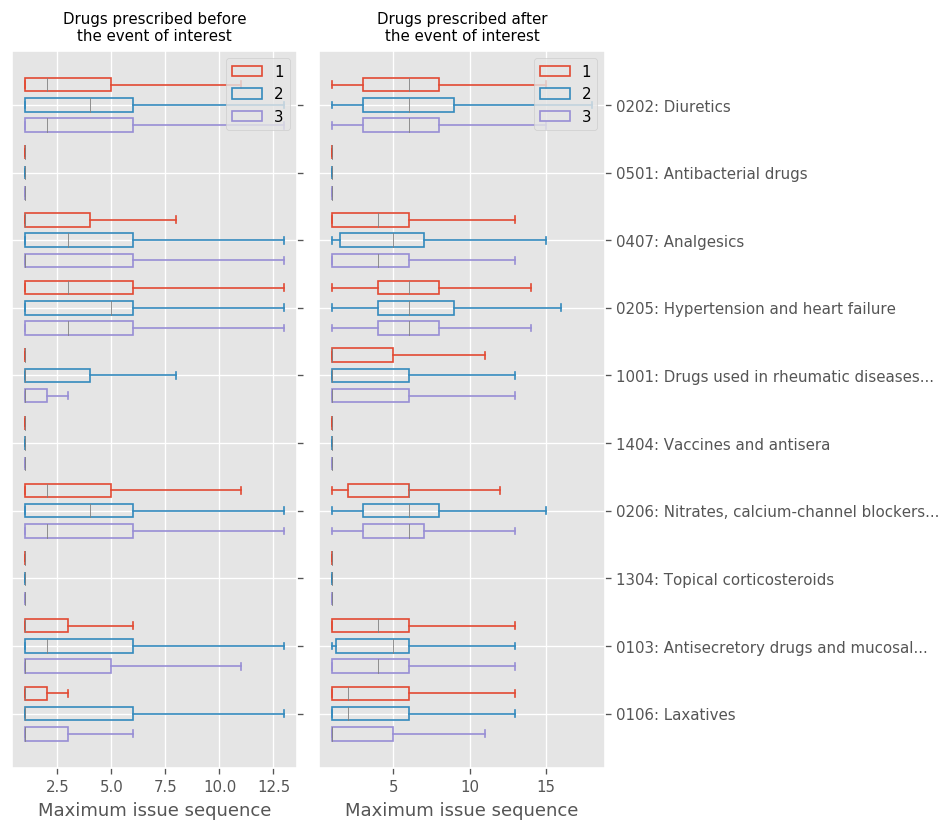 Drugs prescribed before
the event of interest
Drugs prescribed after
the event of interest
1
2
3
1
2
3
0202: Diuretics
0501: Antibacterial drugs
0407: Analgesics
0205: Hypertension and heart failure
1001: Drugs used in rheumatic diseases...
1404: Vaccines and antisera
0206: Nitrates, calcium-channel blockers...
1304: Topical corticosteroids
0103: Antisecretory drugs and mucosal...
0106: Laxatives
2.5 5.0 7.5 10.0 12.5
5 10 15
Maximum issue sequence
Maximum issue sequence